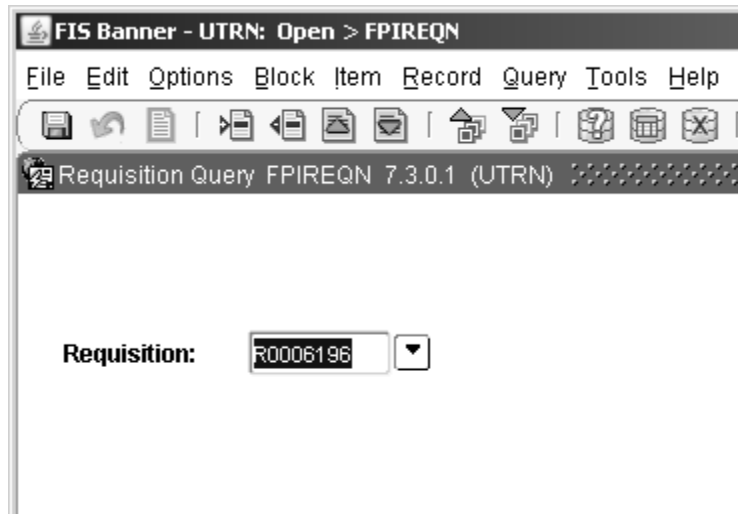 FIS Banner - UTRN: Open > FPIREQN
File Edit Options Block Item Record Query Tools Help
Requisition Query FPIREQN 7.3.0.1 (UTRN)
Requisition: R0006196